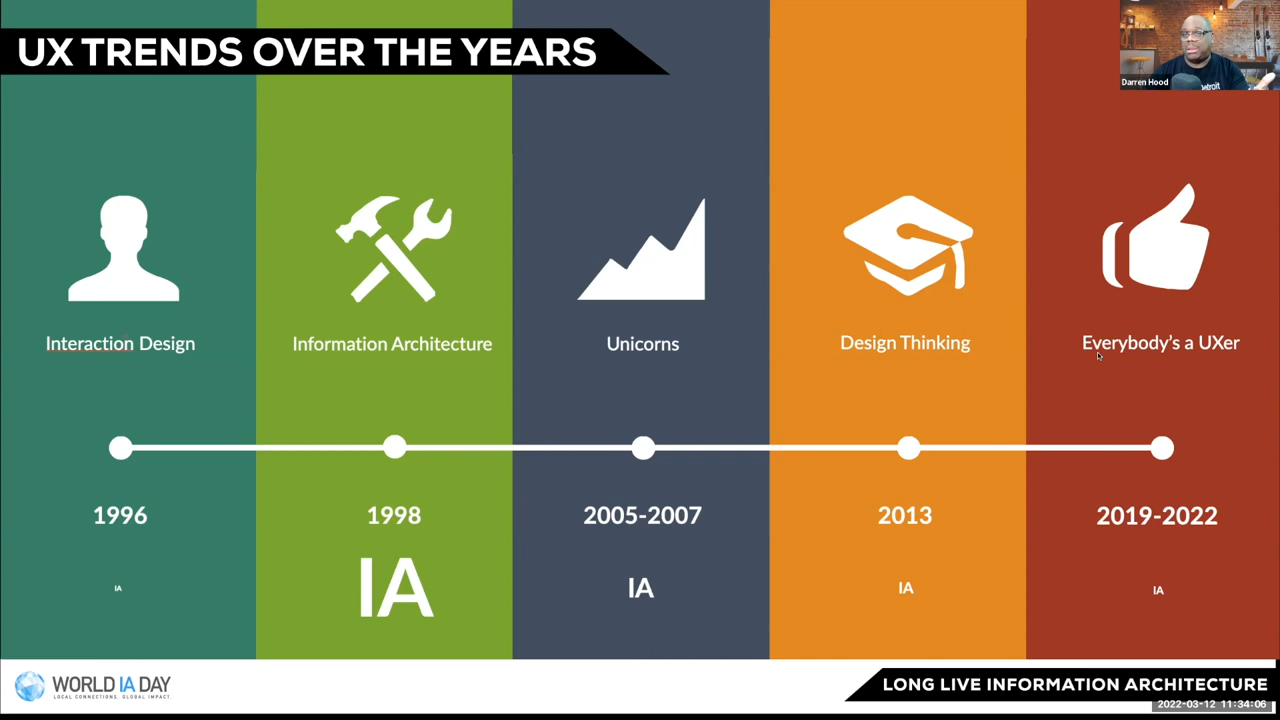 UX TRENDS OVER THE YEARS
Darren Hood
etroit
Interaction Design
Information Architecture
Unicorns
Design Thinking
Everybody's a UXer
1996
1998
2005-2007
2013
2019-2022
IA
IA
IA
IA
IA
WORLD IA DAY
LOCAL CONNECTIONS. GLOBAL IMPACT.
LONG LIVE INFORMATION ARCHITECTURE
2022-03-12 11:34:06